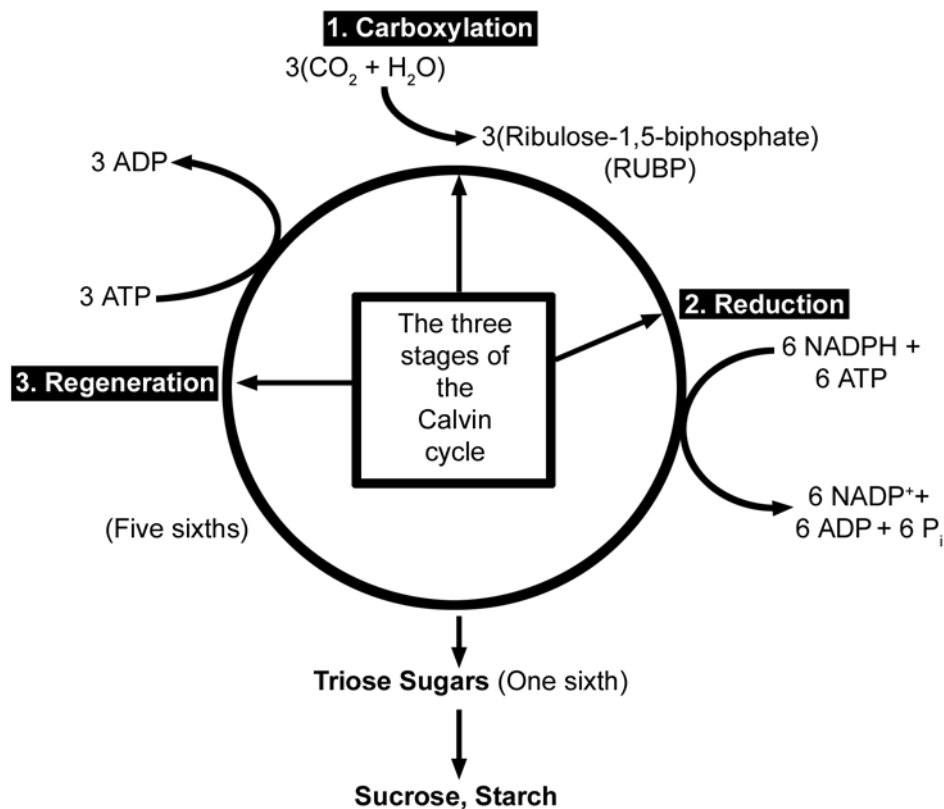 1. Carboxylation
3(CO₂ + H₂O)
3(Ribulose-1,5-biphosphate)
(RUBP)
3 ADP
3 ATP
The three
stages of
the
Calvin
cycle
2. Reduction
6 NADPH +
6 ATP
3. Regeneration
6 NADP⁺+
6 ADP + 6 Pᵢ
(Five sixths)
Triose Sugars (One sixth)
Sucrose, Starch